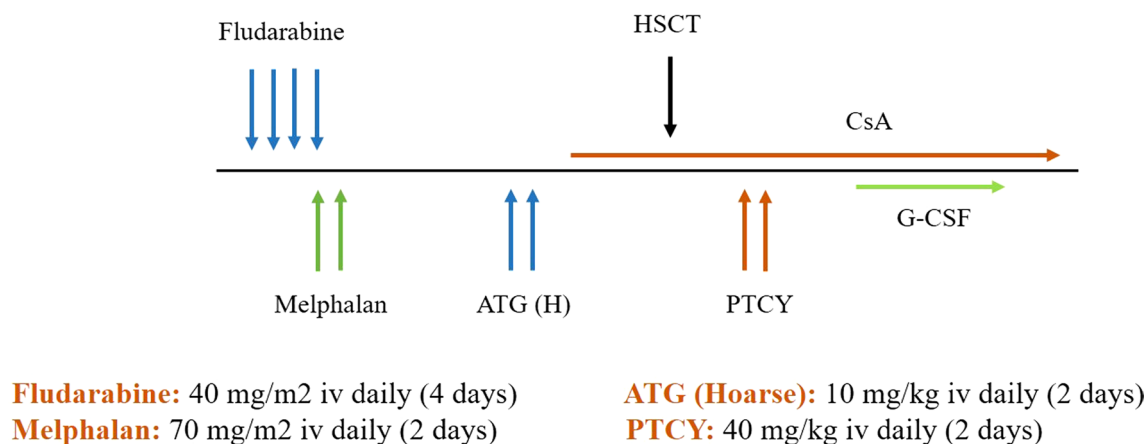 Fludarabine
HSCT
CsA
G-CSF
Melphalan
ATG (H)
PTCY
Fludarabine: 40 mg/m2 iv daily (4 days)
ATG (Hoarse): 10 mg/kg iv daily (2 days)
Melphalan: 70 mg/m2 iv daily (2 days)
PTCY: 40 mg/kg iv daily (2 days)